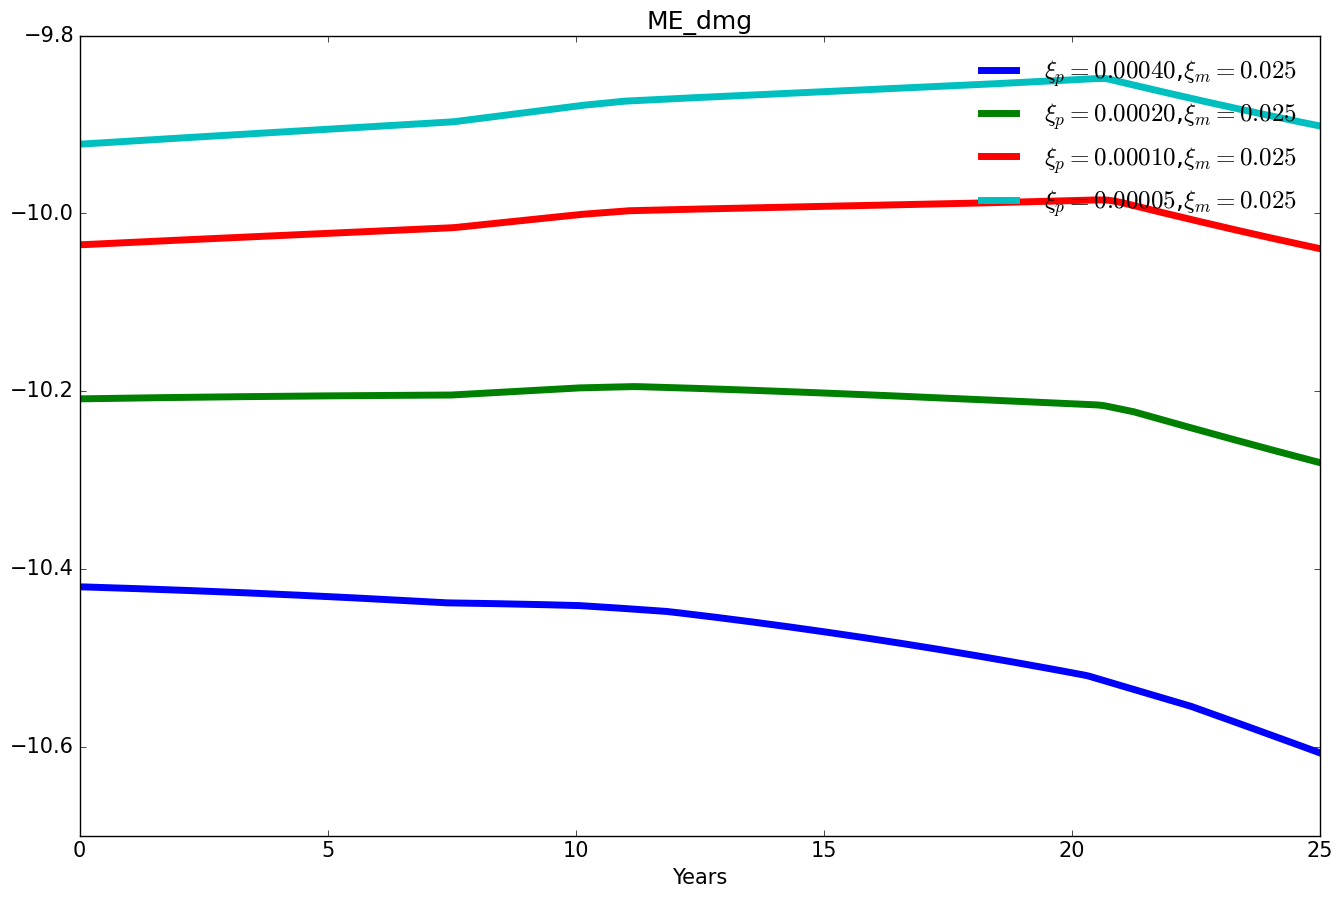 ME_dmg
−9.8
−10.0
−10.2
−10.4
−10.6
ξp = 0.00040,ξm = 0.025
ξp = 0.00020,ξm = 0.025
ξp = 0.00010,ξm = 0.025
ξp = 0.00005,ξm = 0.025
0 5 10 15 20 25
Years